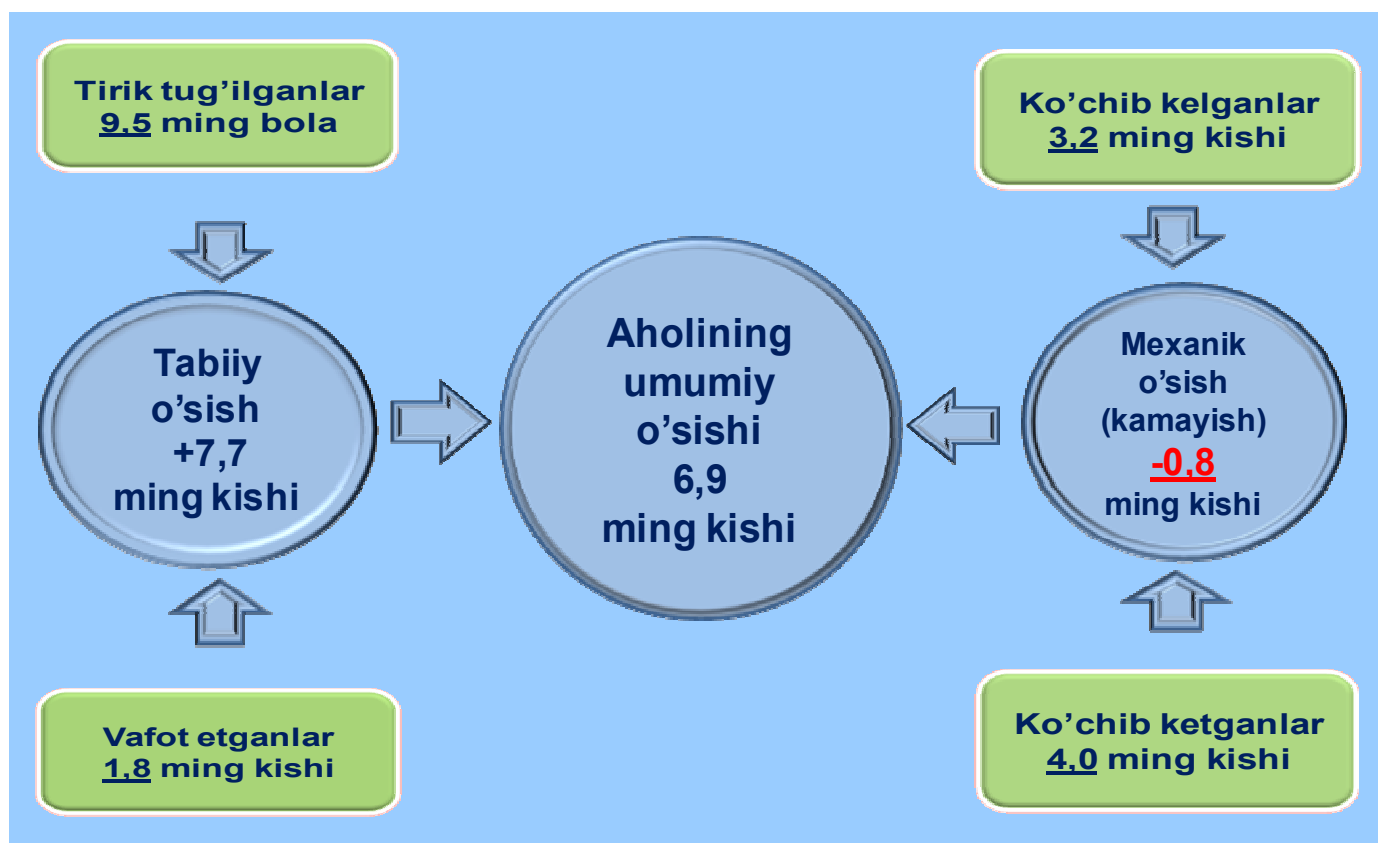 Tirik tug’ilganlar
9,5 ming bola
Ko’chib kelganlar
3,2 ming kishi
Tabiiy
o’sish
+7,7
ming kishi
Aholining
umumiy
o’sishi
6,9
ming kishi
Mexanik
o’sish
(kamayish)
-0,8
ming kishi
Vafot etganlar
1,8 ming kishi
Ko’chib ketganlar
4,0 ming kishi